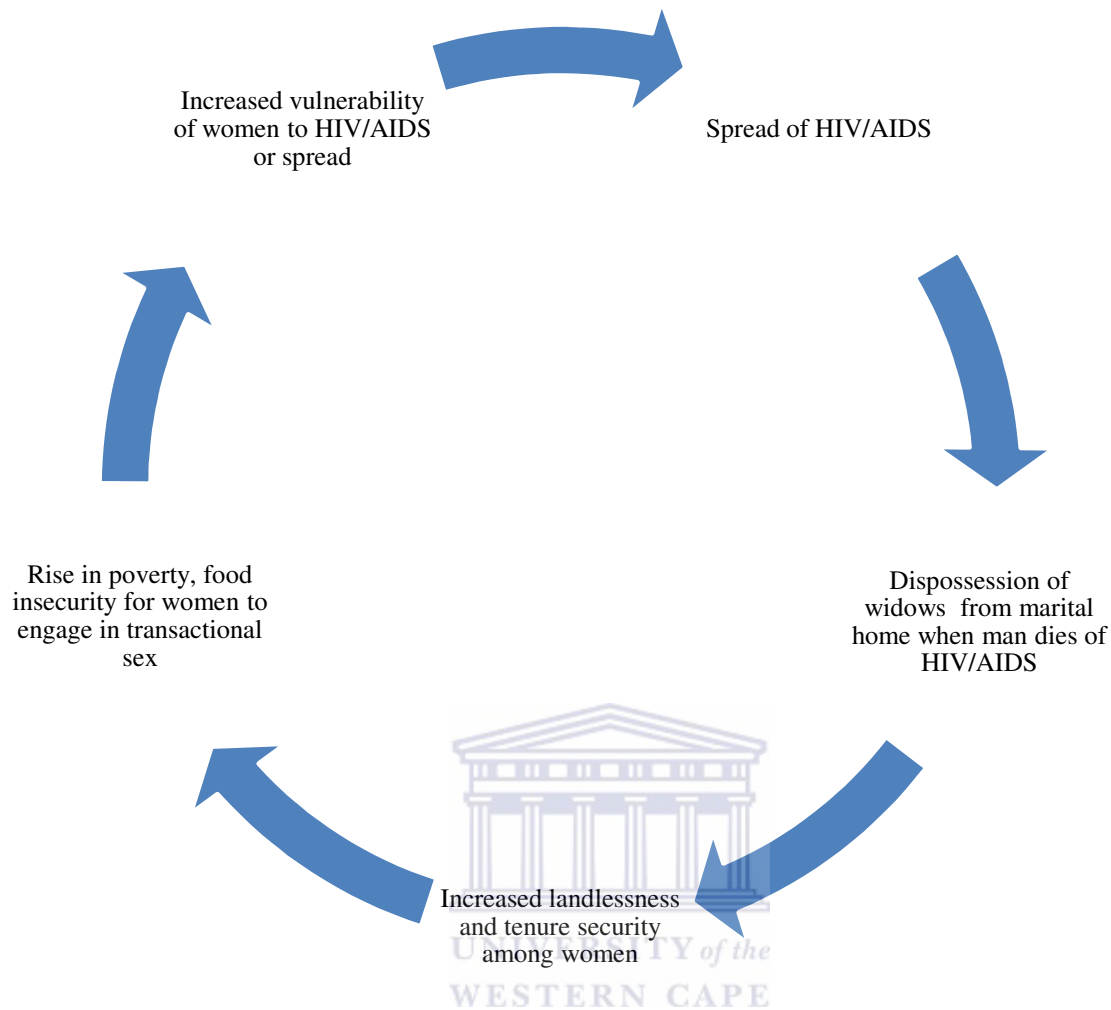 Increased vulnerability
of women to HIV/AIDS
or spread
Spread of HIV/AIDS
Dispossession of
widows from marital
home when man dies of
HIV/AIDS
Increased landlessness
and tenure security
among women
Rise in poverty, food
insecurity for women to
engage in transactional
sex
UNIVERSITY of the
WESTERN CAPE